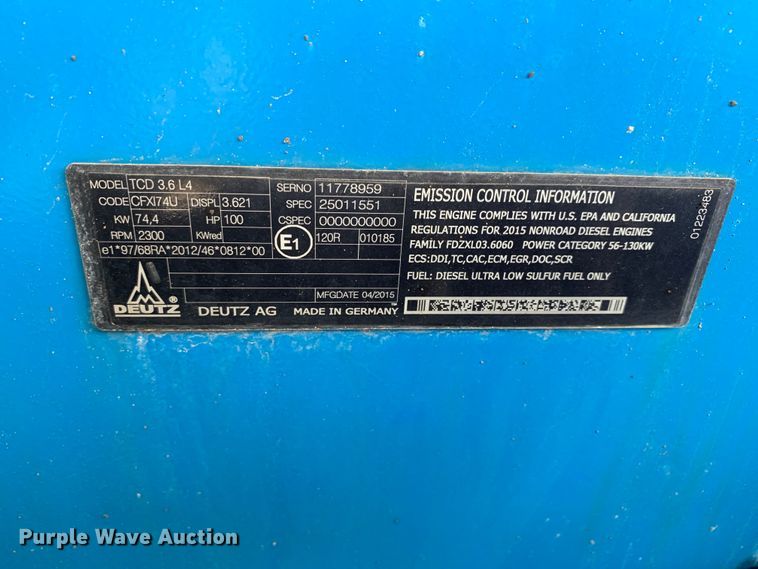 MODEL TCD 3.6 L4
CODE CFXI74U DISPL 3.621
KW 74,4 HP 100
RPM 2300 KWred
e1*97/68RA*2012/46*0812*00
DEUTZ ®
DEUTZ AG
SERNO 11778959
SPEC 25011551
CSPEC 0000000000
E1 120R 010185
MFGDATE 04/2015
MADE IN GERMANY
EMISSION CONTROL INFORMATION
THIS ENGINE COMPLIES WITH U.S. EPA AND CALIFORNIA
REGULATIONS FOR 2015 NONROAD DIESEL ENGINES
FAMILY FDZXL03.6060 POWER CATEGORY 56-130KW
ECS:DDI,TC,CAC,ECM,EGR,DOC,SCR
FUEL: DIESEL ULTRA LOW SULFUR FUEL ONLY
01223483
Purple Wave Auction